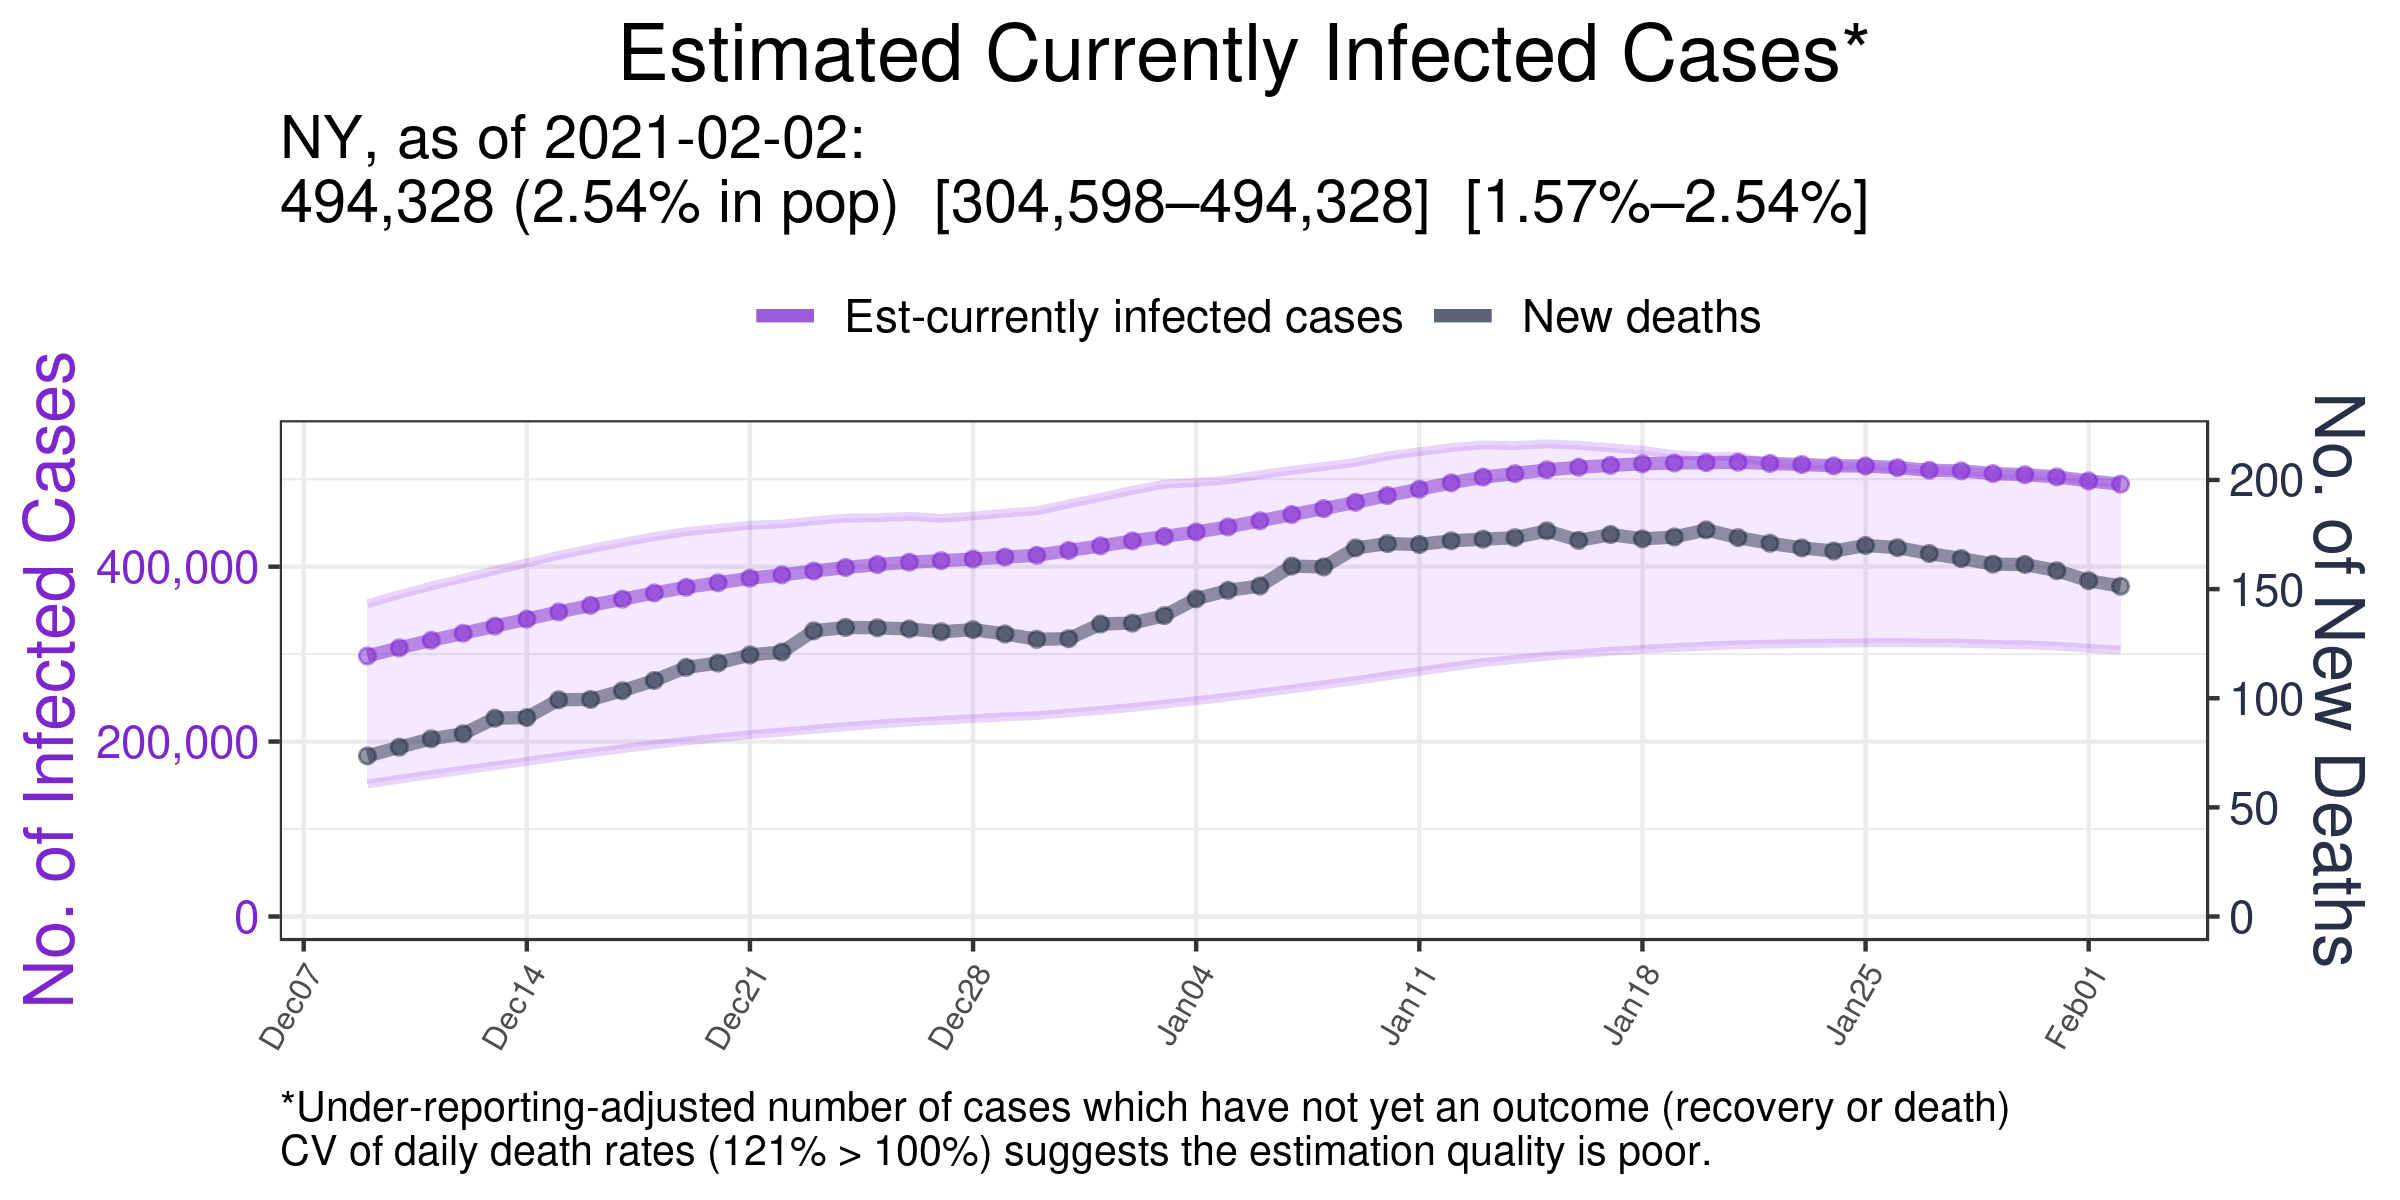 Estimated Currently Infected Cases*
NY, as of 2021-02-02:
494,328 (2.54% in pop)  [304,598–494,328]  [1.57%–2.54%]
Est-currently infected cases
New deaths
No. of Infected Cases
400,000
200,000
0
No. of New Deaths
200
150
100
50
0
Dec07
Dec14
Dec21
Dec28
Jan04
Jan11
Jan18
Jan25
Feb01
*Under-reporting-adjusted number of cases which have not yet an outcome (recovery or death)
CV of daily death rates (121% > 100%) suggests the estimation quality is poor.